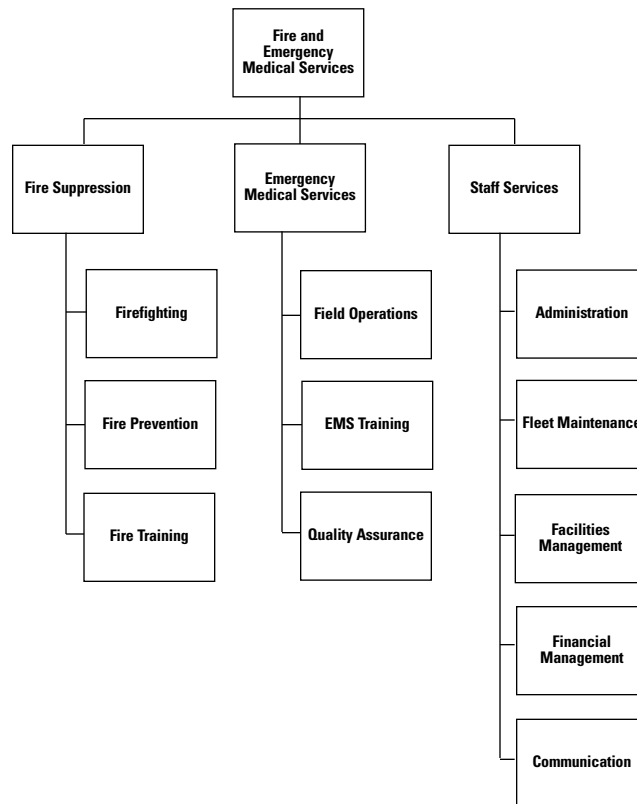 Fire and
Emergency
Medical Services
Fire Suppression
Emergency
Medical Services
Staff Services
Firefighting
Field Operations
Administration
Fire Prevention
EMS Training
Fleet Maintenance
Fire Training
Quality Assurance
Facilities
Management
Financial
Management
Communication